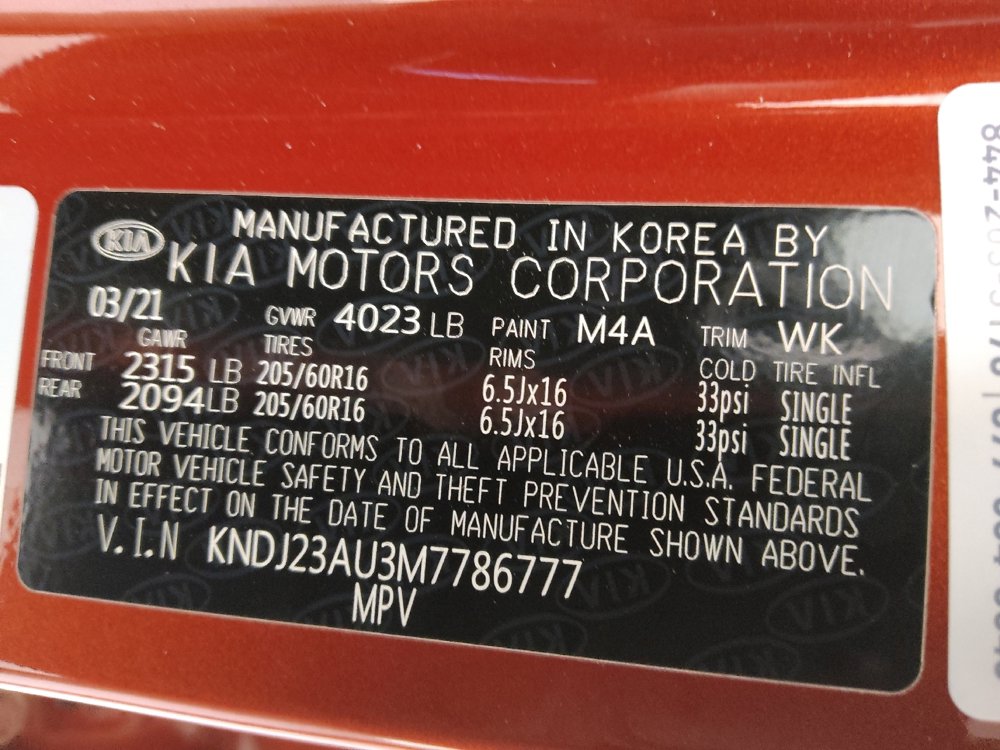 KIA
MANUFACTURED IN KOREA BY
KIA MOTORS CORPORATION
03/21 GVWR 4023 LB PAINT M4A TRIM WK
GAWR TIRES RIMS COLD TIRE INFL
FRONT 2315 LB 205/60R16 6.5Jx16 33psi SINGLE
REAR 2094LB 205/60R16 6.5Jx16 33psi SINGLE
THIS VEHICLE CONFORMS TO ALL APPLICABLE U.S.A. FEDERAL
MOTOR VEHICLE SAFETY AND THEFT PREVENTION STANDARDS
IN EFFECT ON THE DATE OF MANUFACTURE SHOWN ABOVE.
V.I.N KNDJ23AU3M7786777
MPV